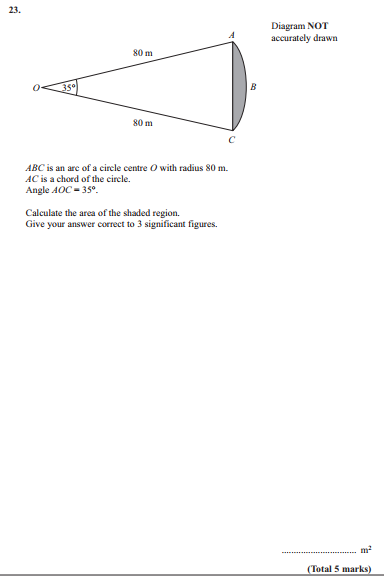 23.
Diagram NOT
accurately drawn
A
80 m
O
35°
B
80 m
C
ABC is an arc of a circle centre O with radius 80 m.
AC is a chord of the circle.
Angle AOC = 35°.
Calculate the area of the shaded region.
Give your answer correct to 3 significant figures.
.............................. m²
(Total 5 marks)